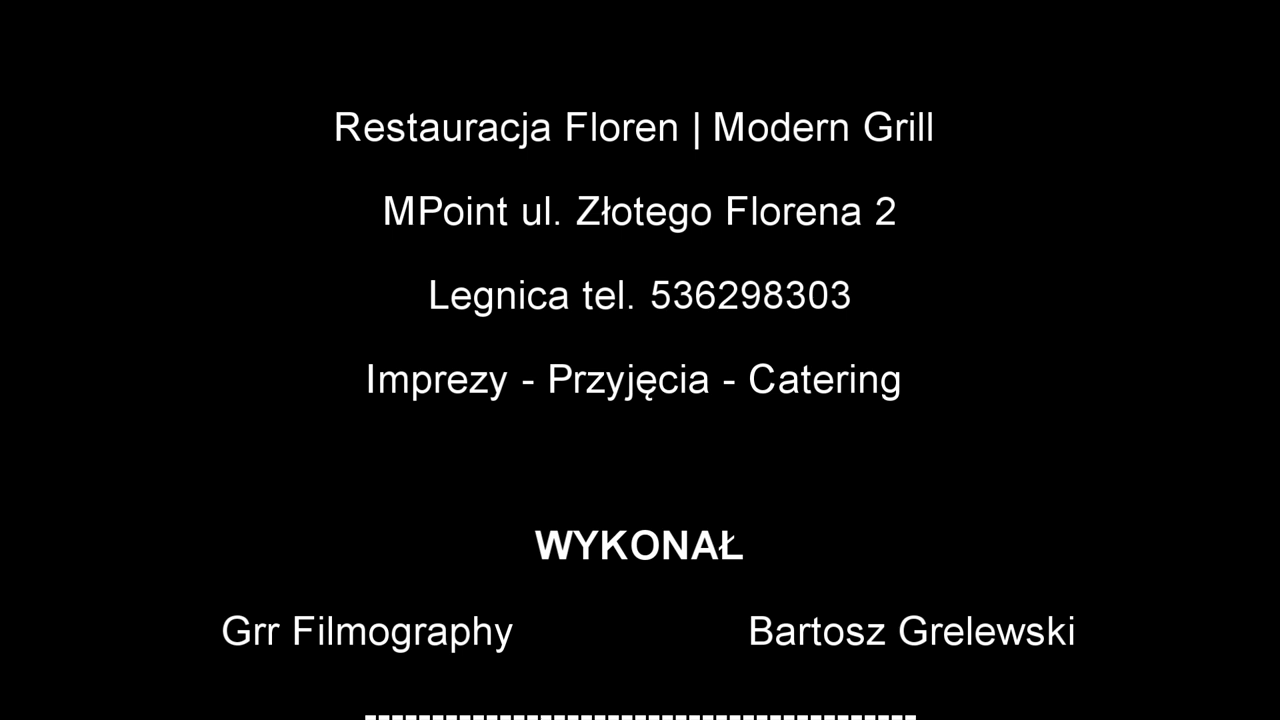 Restauracja Floren | Modern Grill
MPoint ul. Złotego Florena 2
Legnica tel. 536298303
Imprezy - Przyjęcia - Catering
WYKONAŁ
Grr Filmography Bartosz Grelewski